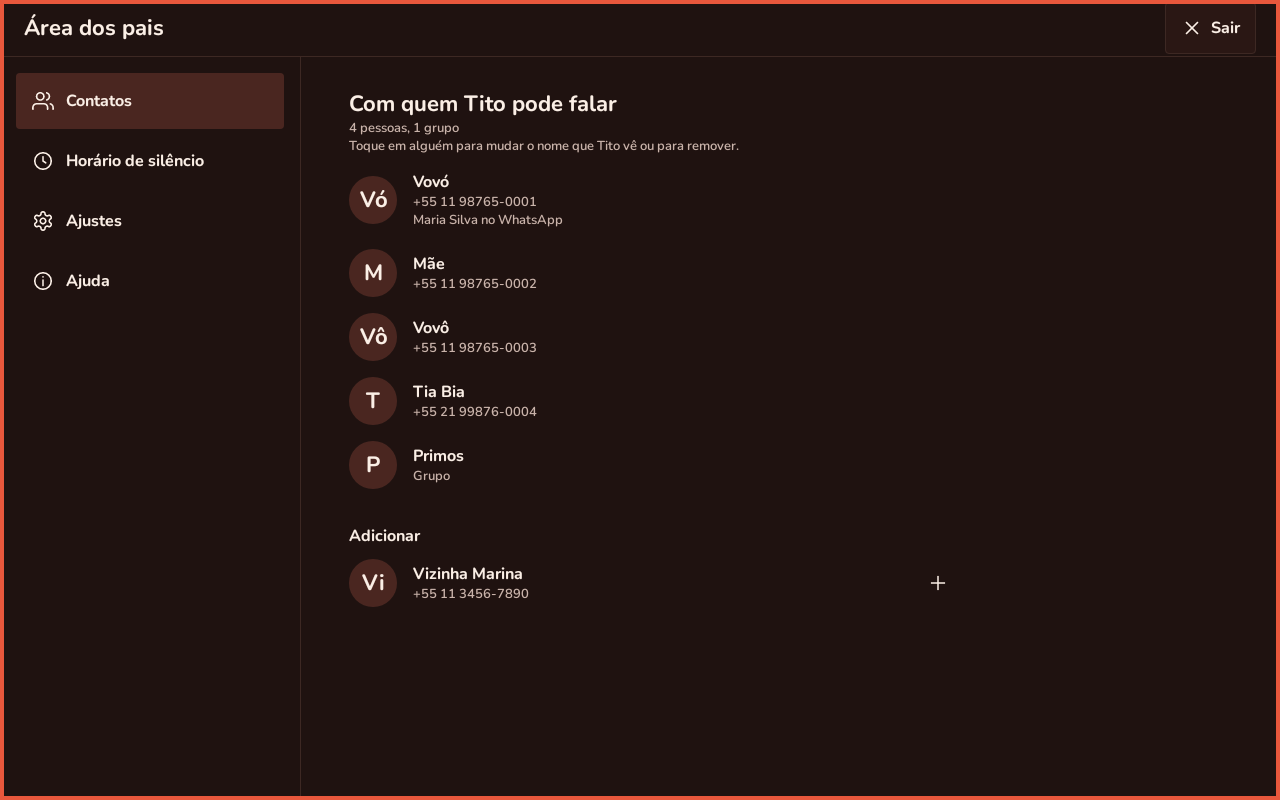 Área dos pais
Sair
Contatos
Horário de silêncio
Ajustes
Ajuda
Com quem Tito pode falar
4 pessoas, 1 grupo
Toque em alguém para mudar o nome que Tito vê ou para remover.
Vó
Vovó
+55 11 98765-0001
Maria Silva no WhatsApp
M
Mãe
+55 11 98765-0002
Vô
Vovô
+55 11 98765-0003
T
Tia Bia
+55 21 99876-0004
P
Primos
Grupo
Adicionar
Vi
Vizinha Marina
+55 11 3456-7890